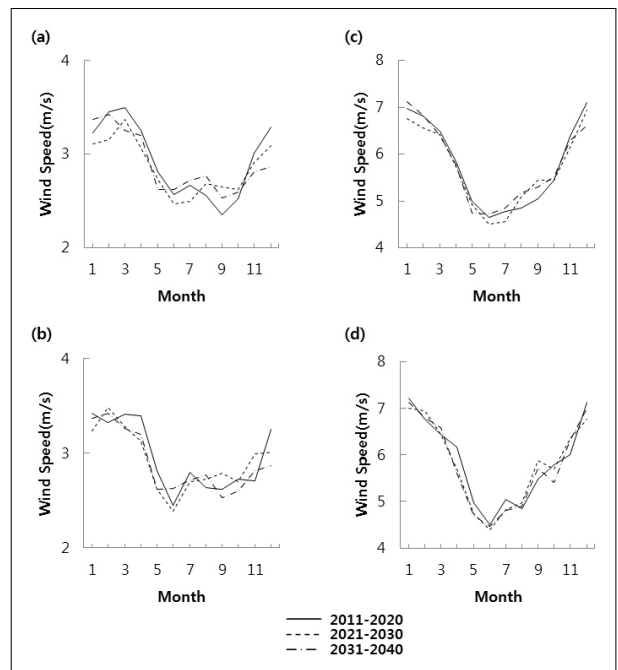 (a)
4
3
2
Wind Speed(m/s)
1 3 5 7 9 11
Month
(c)
8
7
6
5
4
Wind Speed(m/s)
1 3 5 7 9 11
Month
(b)
4
3
2
Wind Speed(m/s)
1 3 5 7 9 11
Month
(d)
8
7
6
5
4
Wind Speed(m/s)
1 3 5 7 9 11
Month
2011-2020
2021-2030
2031-2040